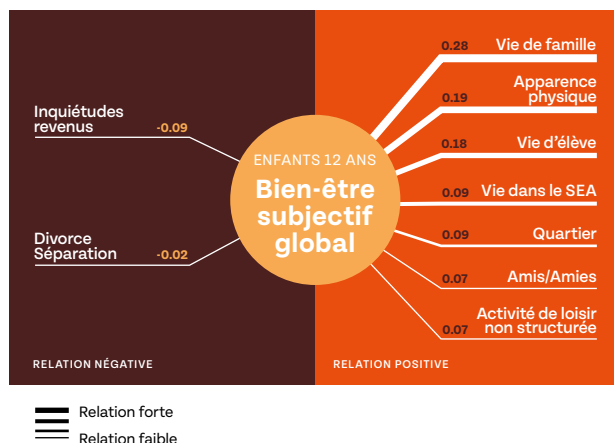 Inquiétudes
revenus -0.09
Divorce
Séparation -0.02
RELATION NÉGATIVE
ENFANTS 12 ANS
Bien-être
subjectif
global
0.28 Vie de famille
Apparence
0.19 physique
0.18 Vie d'élève
0.09 Vie dans le SEA
0.09 Quartier
0.07 Amis/Amies
Activité de loisir
0.07 non structurée
RELATION POSITIVE
Relation forte
Relation faible